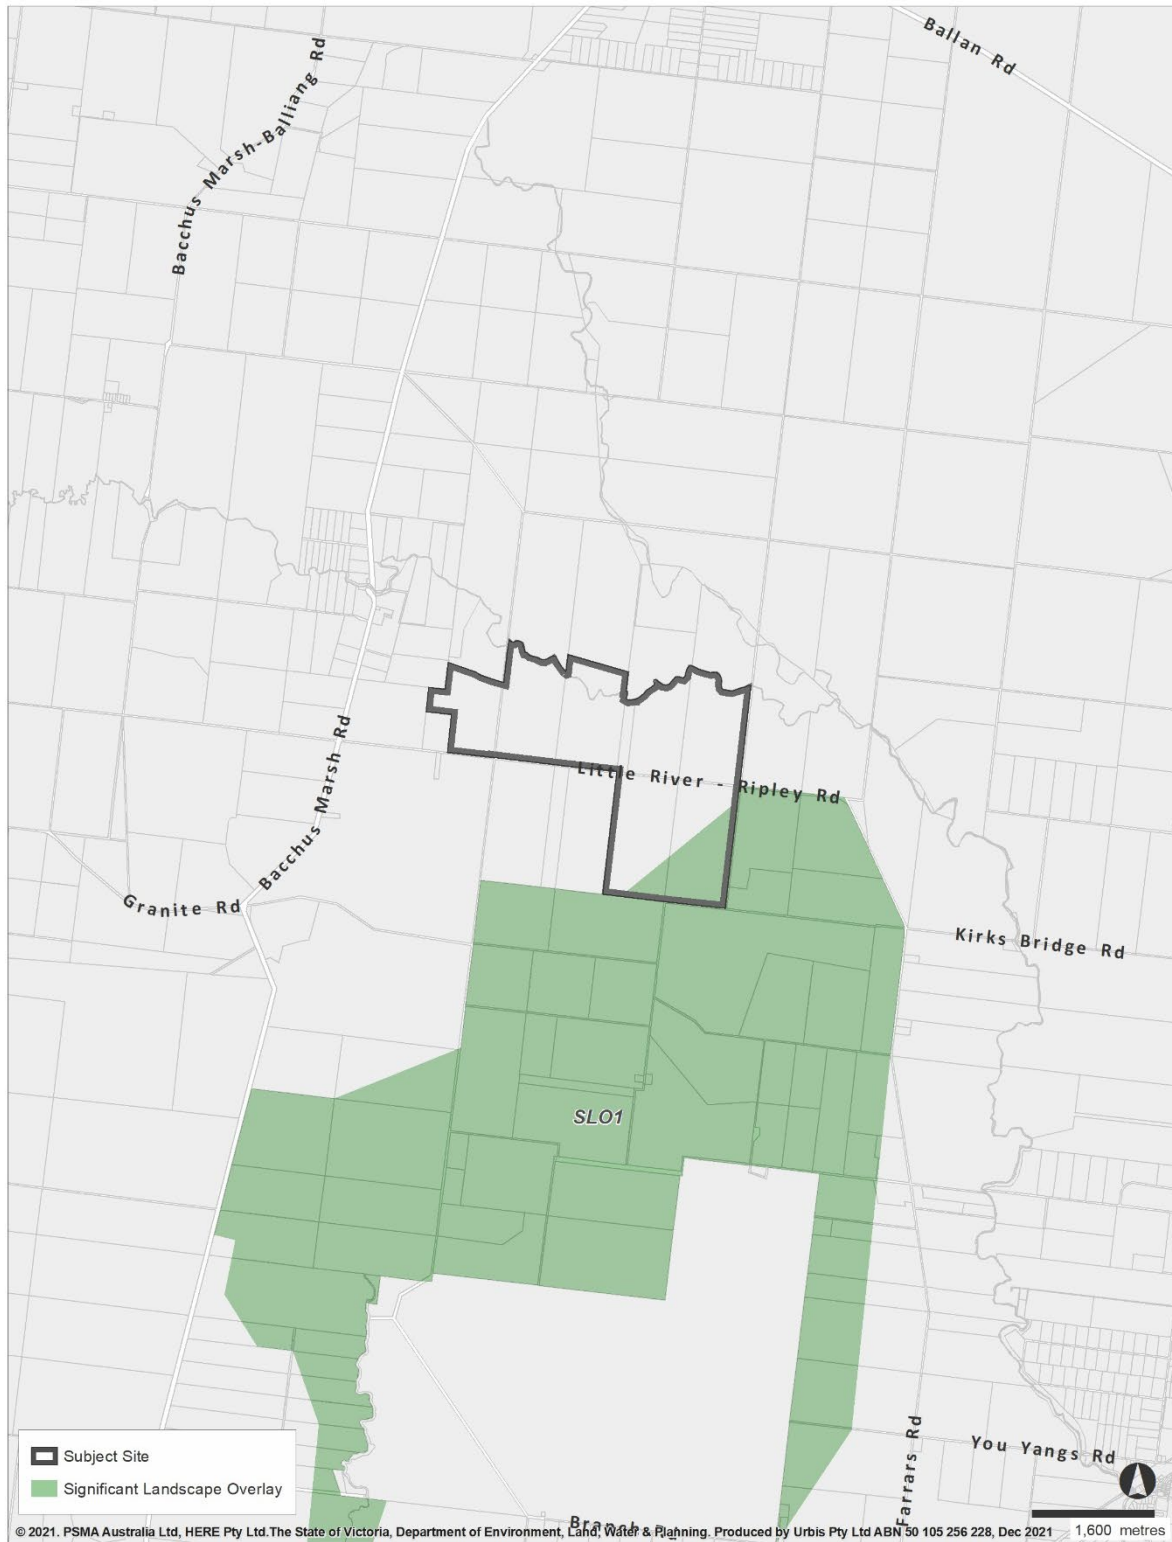 Ballan Rd
Bacchus Marsh-Balliang Rd
Little River - Ripley Rd
Bacchus Marsh Rd
Granite Rd
Kirks Bridge Rd
SLO1
Farrars Rd
You Yangs Rd
Subject Site
Significant Landscape Overlay
Branch
© 2021. PSMA Australia Ltd, HERE Pty Ltd.The State of Victoria, Department of Environment, Land, Water & Planning. Produced by Urbis Pty Ltd ABN 50 105 256 228, Dec 2021
1,600 metres